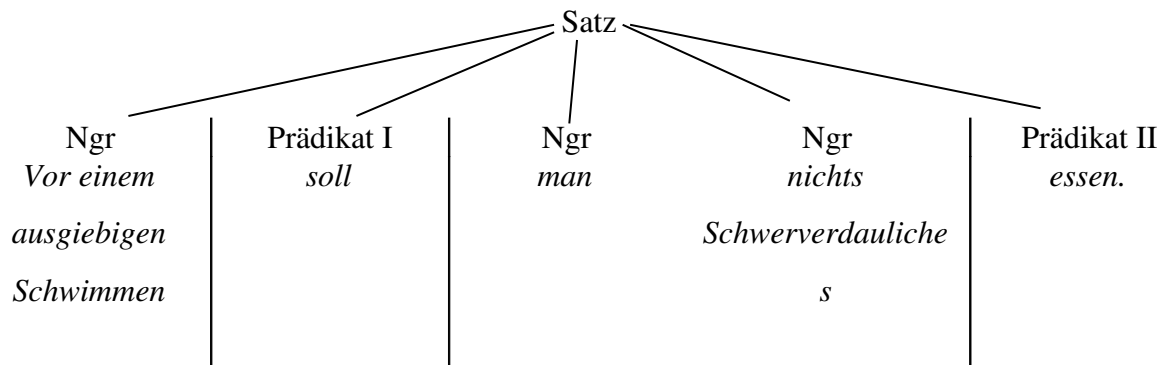 Satz
Ngr Prädikat I Ngr Ngr Prädikat II
Vor einem soll man nichts essen.
ausgiebigen Schwerverdauliche
Schwimmen s